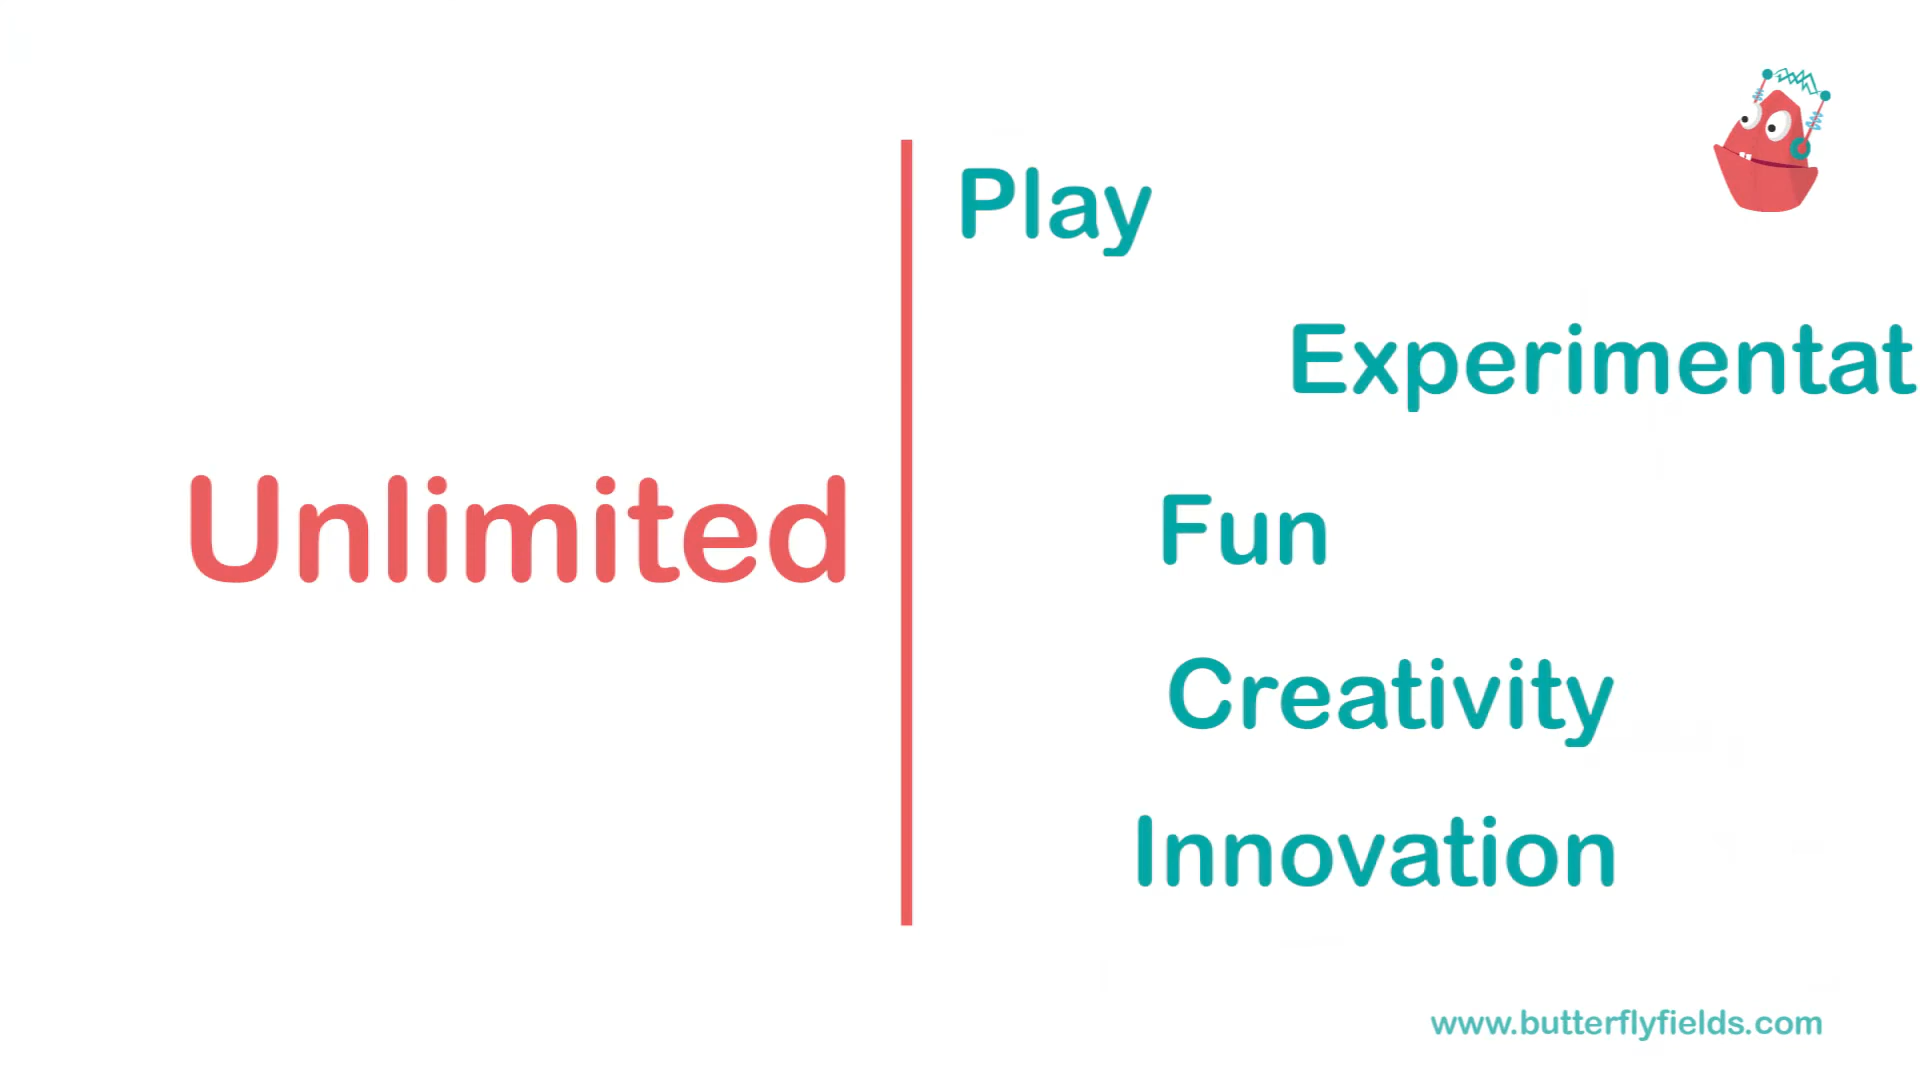 Unlimited
Play
Experimentat
Fun
Creativity
Innovation
www.butterflyfields.com